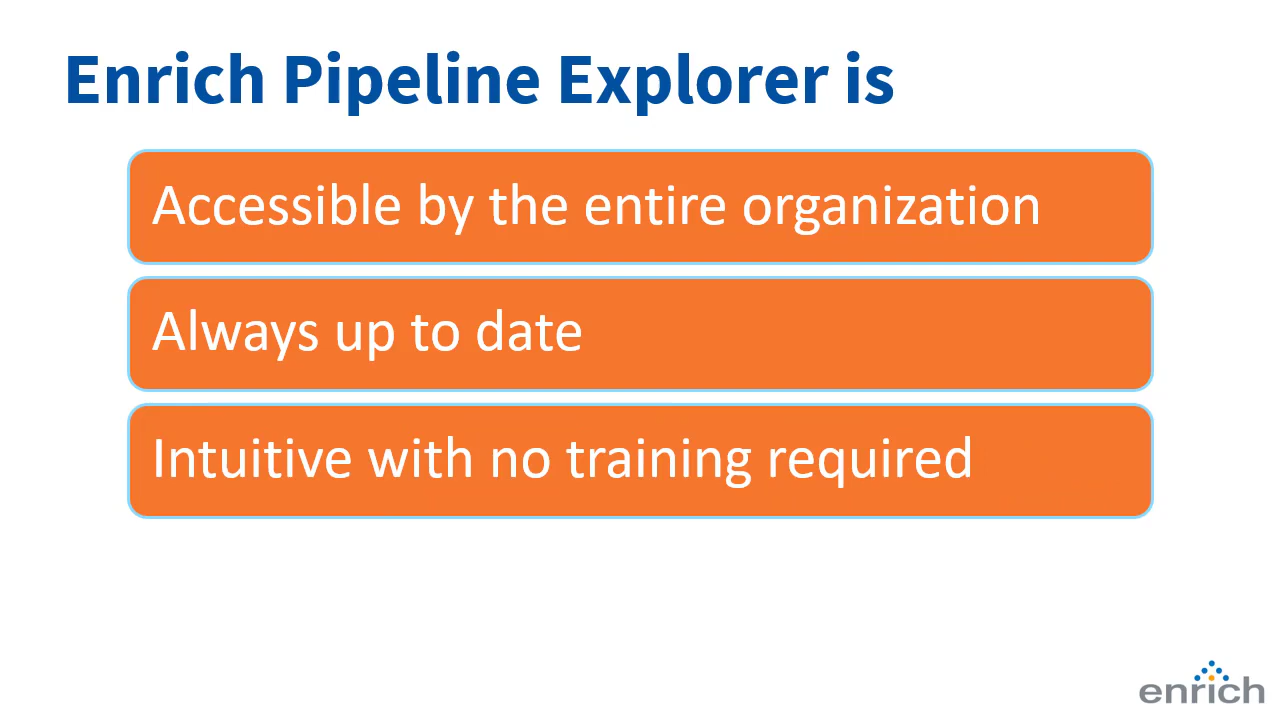 Enrich Pipeline Explorer is
Accessible by the entire organization
Always up to date
Intuitive with no training required
enrich